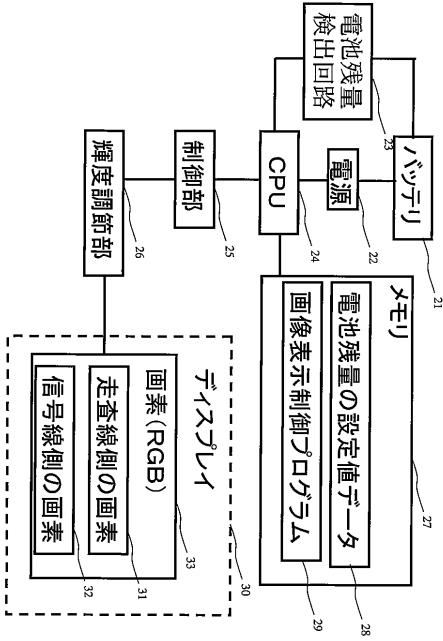 バッテリ
21
電池残量
検出回路
23
電源
22
CPU
24
制御部
25
輝度調節部
26
メモリ
27
電池残量の設定値データ
28
画像表示制御プログラム
29
ディスプレイ
30
画素(RGB)
33
走査線側の画素
31
信号線側の画素
32